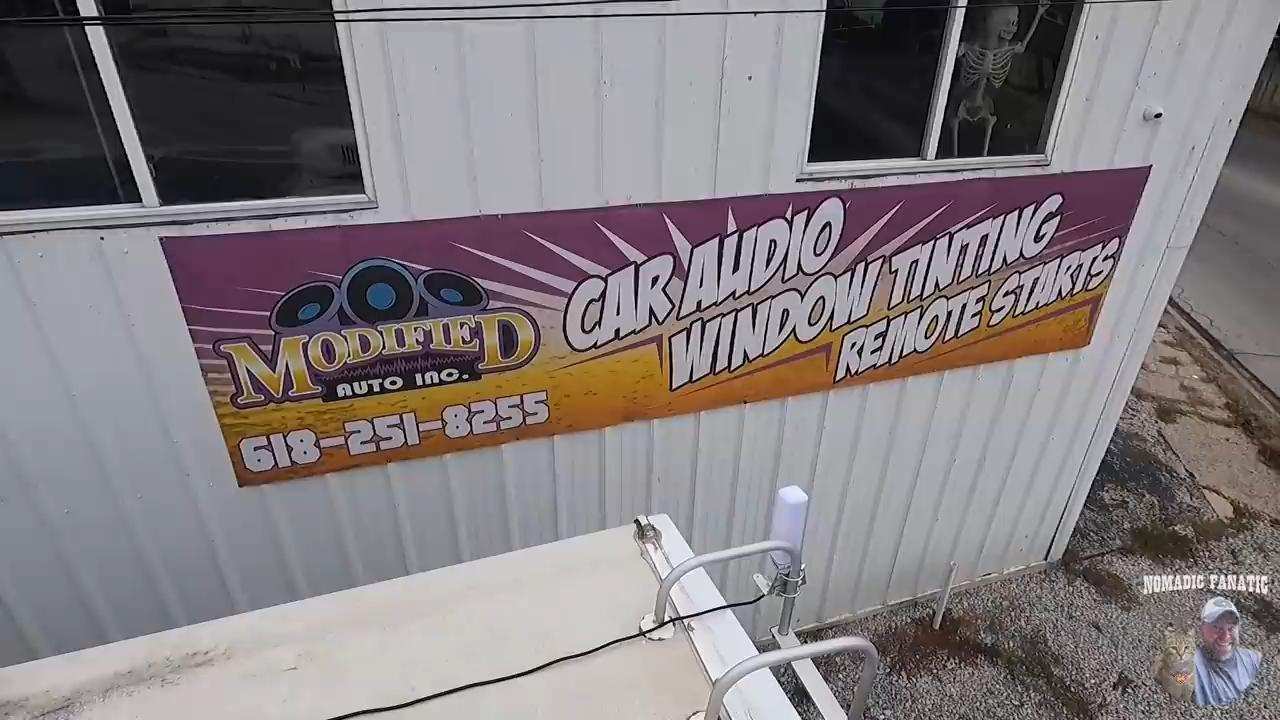 MODIFIED
AUTO INC.
618-251-8255
CAR AUDIO
WINDOW TINTING
REMOTE STARTS
NOMADIC FANATIC